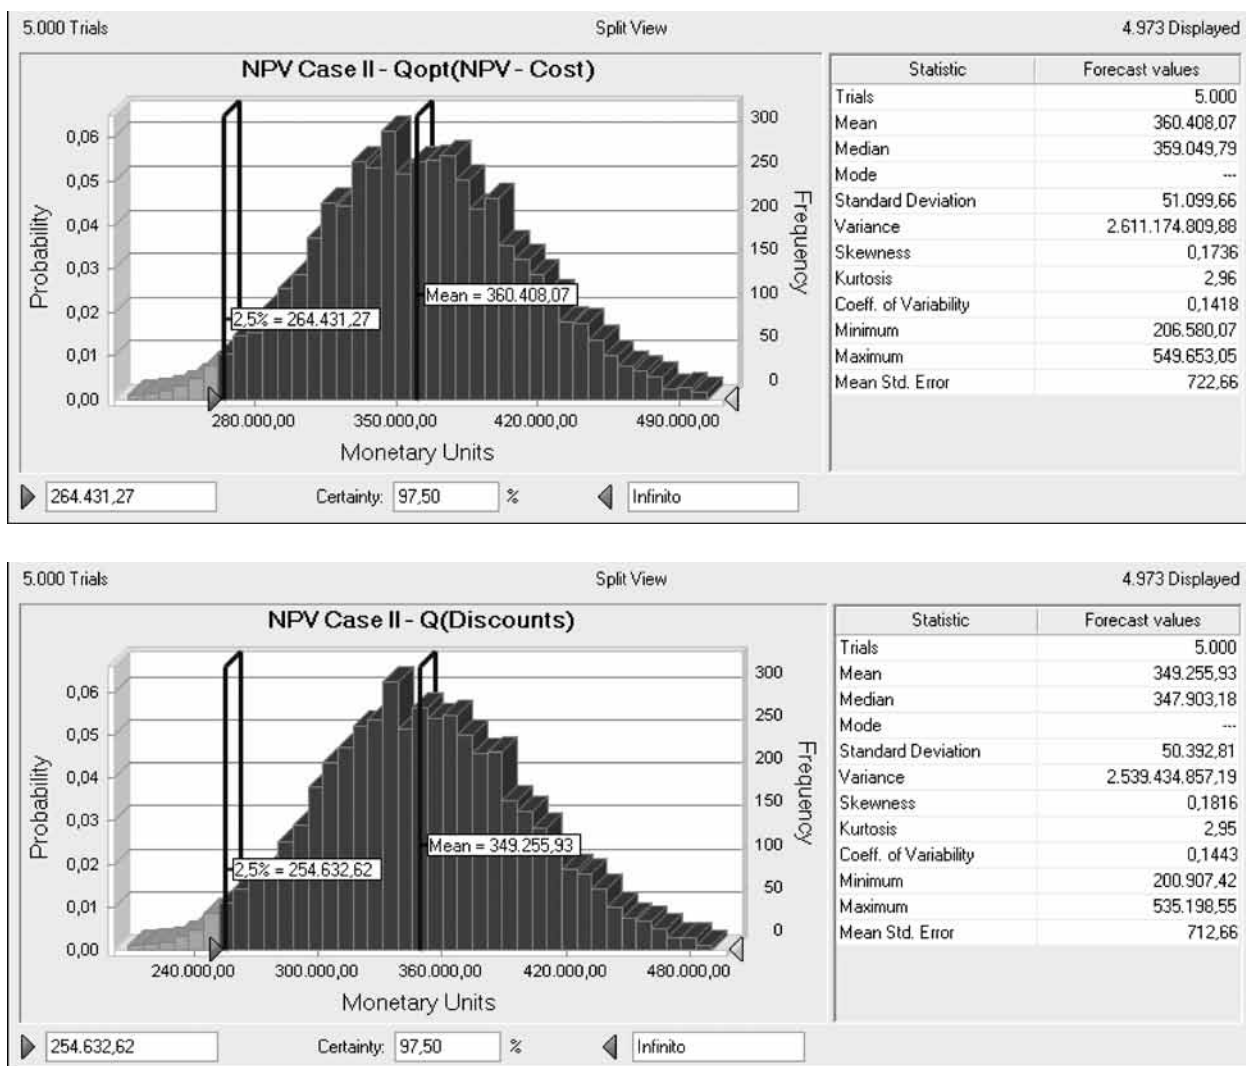 5.000 Trials Split View 4.973 Displayed
NPV Case II - Qopt(NPV - Cost)
Probability
0,06
0,05
0,04
0,03
0,02
0,01
0,00
300
250
200
150
100
50
0
Frequency
Mean = 360.408,07
2,5% = 264.431,27
280.000,00 350.000,00 420.000,00 490.000,00
Monetary Units
Statistic Forecast values
Trials 5.000
Mean 360.408,07
Median 359.049,79
Mode ---
Standard Deviation 51.099,66
Variance 2.611.174.809,88
Skewness 0,1736
Kurtosis 2,96
Coeff. of Variability 0,1418
Minimum 206.580,07
Maximum 549.653,05
Mean Std. Error 722,66
264.431,27 Certainty: 97,50 % Infinito
5.000 Trials Split View 4.973 Displayed
NPV Case II - Q(Discounts)
Probability
0,06
0,05
0,04
0,03
0,02
0,01
0,00
300
250
200
150
100
50
0
Frequency
Mean = 349.255,93
2,5% = 254.632,62
240.000,00 300.000,00 360.000,00 420.000,00 480.000,00
Monetary Units
Statistic Forecast values
Trials 5.000
Mean 349.255,93
Median 347.903,18
Mode ---
Standard Deviation 50.392,81
Variance 2.539.434.857,19
Skewness 0,1816
Kurtosis 2,95
Coeff. of Variability 0,1443
Minimum 200.907,42
Maximum 535.198,55
Mean Std. Error 712,66
254.632,62 Certainty: 97,50 % Infinito